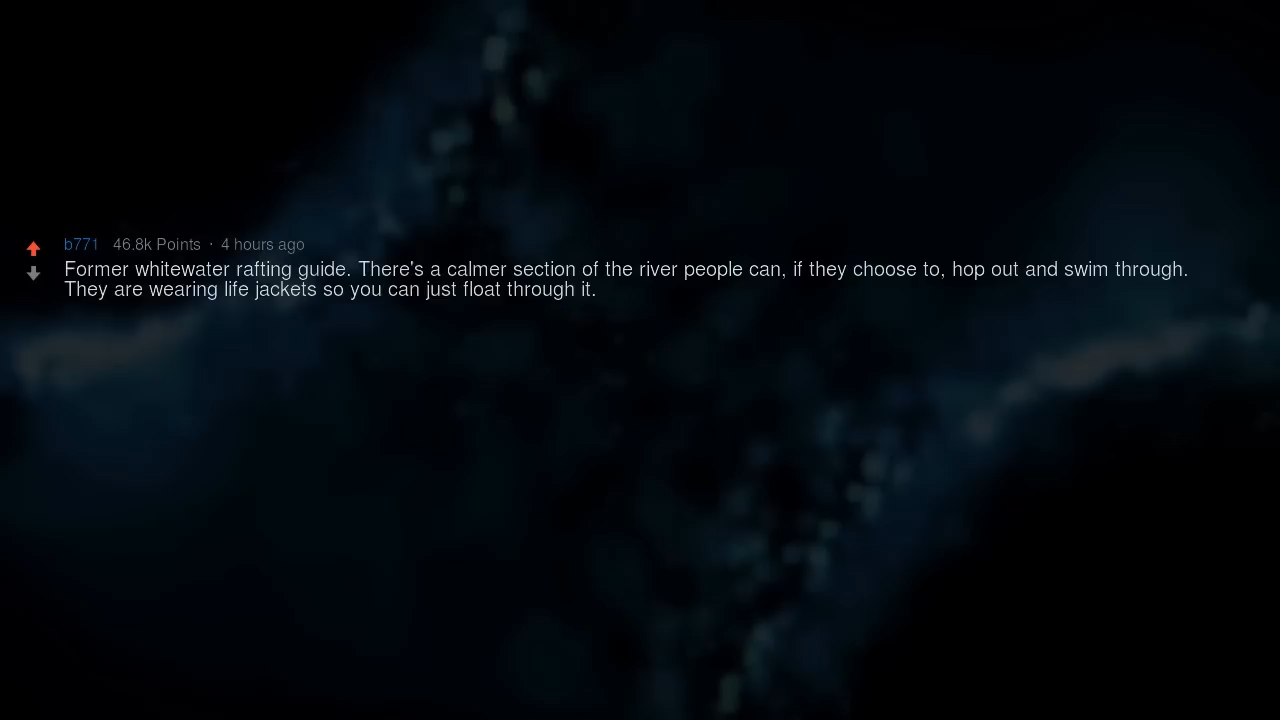 b771 46.8k Points · 4 hours ago
Former whitewater rafting guide. There's a calmer section of the river people can, if they choose to, hop out and swim through.
They are wearing life jackets so you can just float through it.